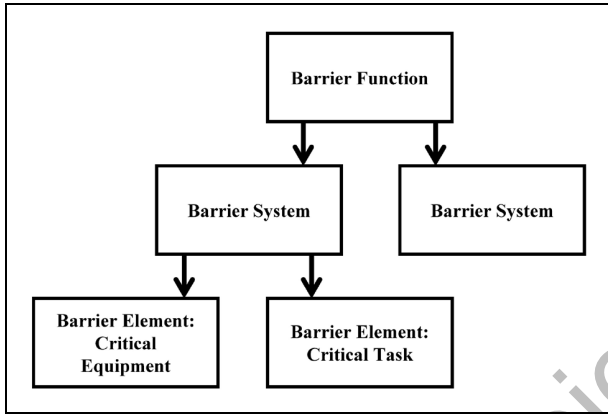 Barrier Function
Barrier System
Barrier System
Barrier Element:
Critical
Equipment
Barrier Element:
Critical Task